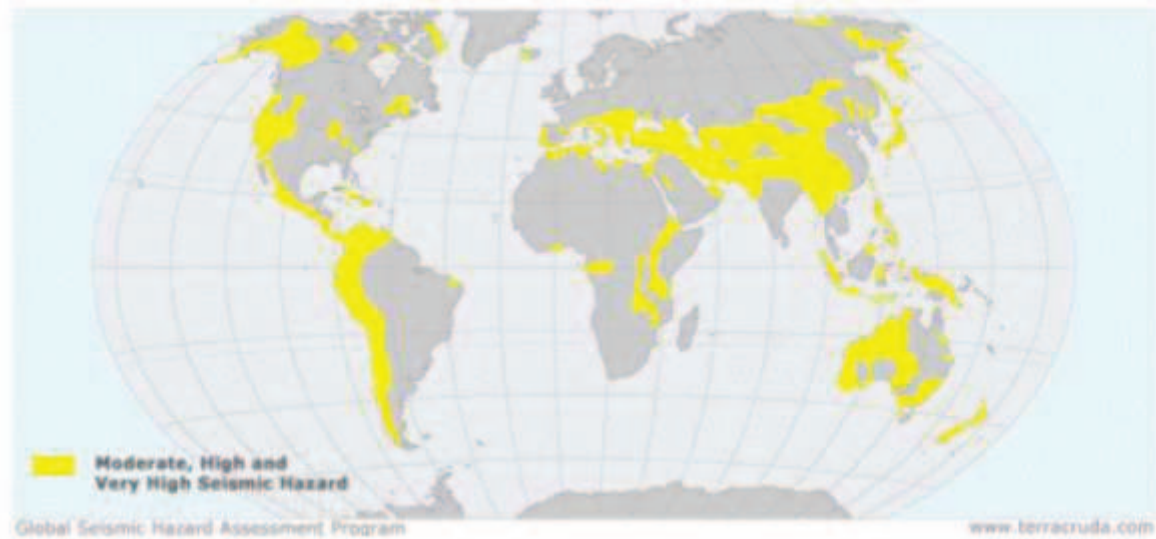 Moderate, High and
Very High Seismic Hazard
Global Seismic Hazard Assessment Program
www.terracruda.com